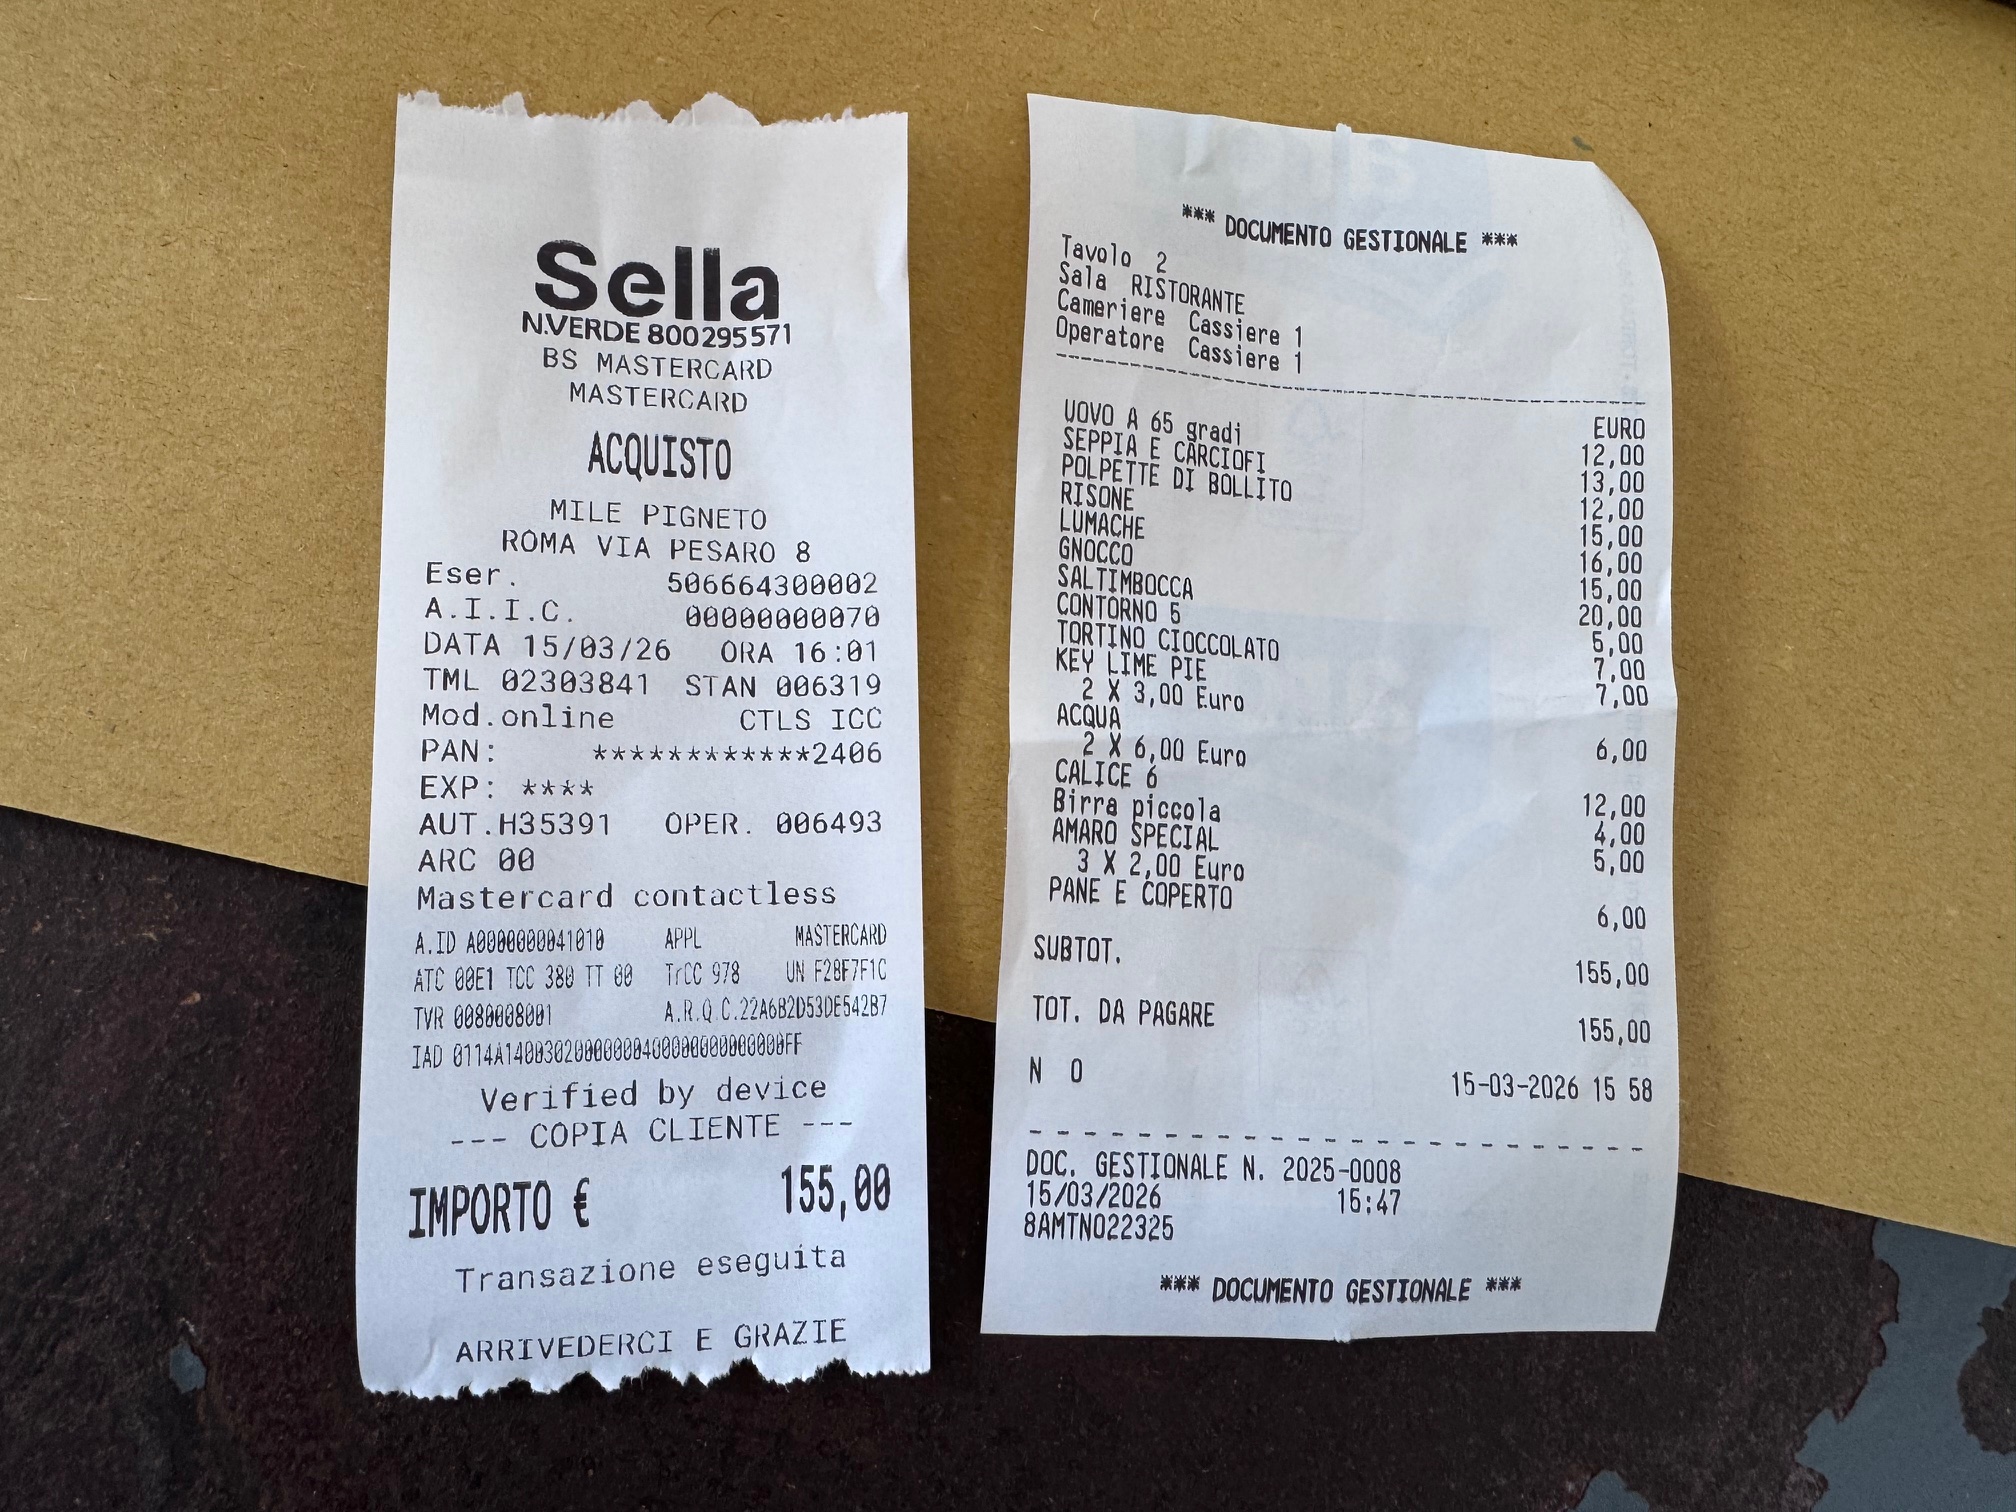 Sella
N.VERDE 800295571
BS MASTERCARD
MASTERCARD
ACQUISTO
MILE PIGNETO
ROMA VIA PESARO 8
Eser. 506664300002
A.I.I.C. 00000000070
DATA 15/03/26 ORA 16:01
TML 02303841 STAN 006319
Mod.online CTLS ICC
PAN: ************2406
EXP: ****
AUT.H35391 OPER. 006493
ARC 00
Mastercard contactless
A.ID A0000000041010 APPL MASTERCARD
ATC 00E1 TCC 380 TT 00 TrCC 978 UN F28F7F1C
TVR 0080008001 A.R.Q.C.22A6B2D53DE542B7
IAD
Verified by device
--- COPIA CLIENTE ---
IMPORTO € 155,00
Transazione eseguita
ARRIVEDERCI E GRAZIE
*** DOCUMENTO GESTIONALE ***
Tavolo 2
Sala RISTORANTE
Cameriere Cassiere 1
Operatore Cassiere 1
EURO
UOVO A 65 gradi 12,00
SEPPIA E CARCIOFI 13,00
POLPETTE DI BOLLITO 12,00
RISONE 15,00
LUMACHE 16,00
GNOCCO 15,00
SALTIMBOCCA 20,00
CONTORNO 5 5,00
TORTINO CIOCCOLATO 7,00
KEY LIME PIE 7,00
2 X 3,00 Euro
ACQUA 6,00
2 X 6,00 Euro
CALICE 6 12,00
Birra piccola 4,00
AMARO SPECIAL 5,00
3 X 2,00 Euro
PANE E COPERTO 6,00
SUBTOT. 155,00
TOT. DA PAGARE 155,00
N 0 15-03-2026 15 58
DOC. GESTIONALE N. 2025-0008
15/03/2026 15:47
8AMTN022325
*** DOCUMENTO GESTIONALE ***